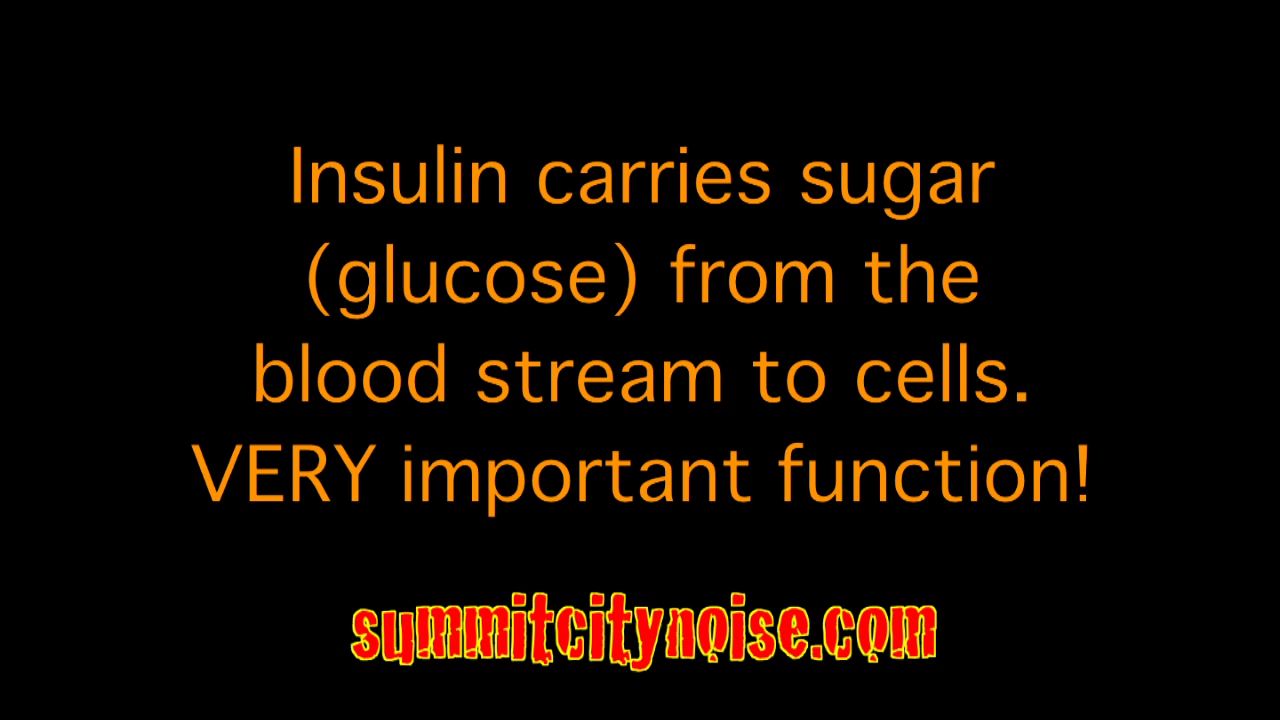 Insulin carries sugar
(glucose) from the
blood stream to cells.
VERY important function!
summitcitynoise.com